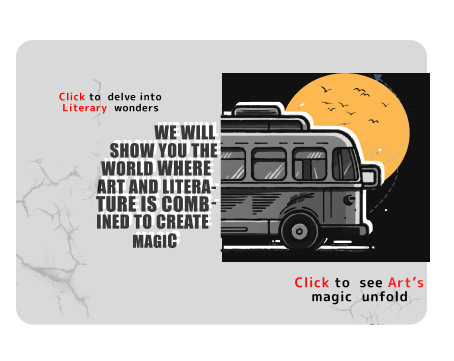 Click to delve into
Literary wonders
WE WILL
SHOW YOU THE
WORLD WHERE
ART AND LITERA-
TURE IS COMB-
INED TO CREATE
MAGIC
Click to see Art's
magic unfold